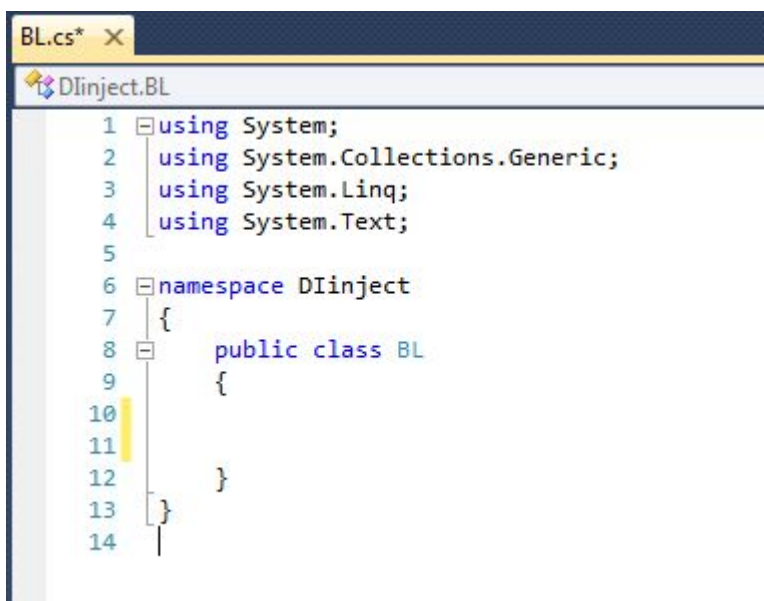 BL.cs* ×
DIinject.BL
1 using System;
2 using System.Collections.Generic;
3 using System.Linq;
4 using System.Text;
5
6 namespace DIinject
7 {
8 public class BL
9 {
10
11
12 }
13 }
14